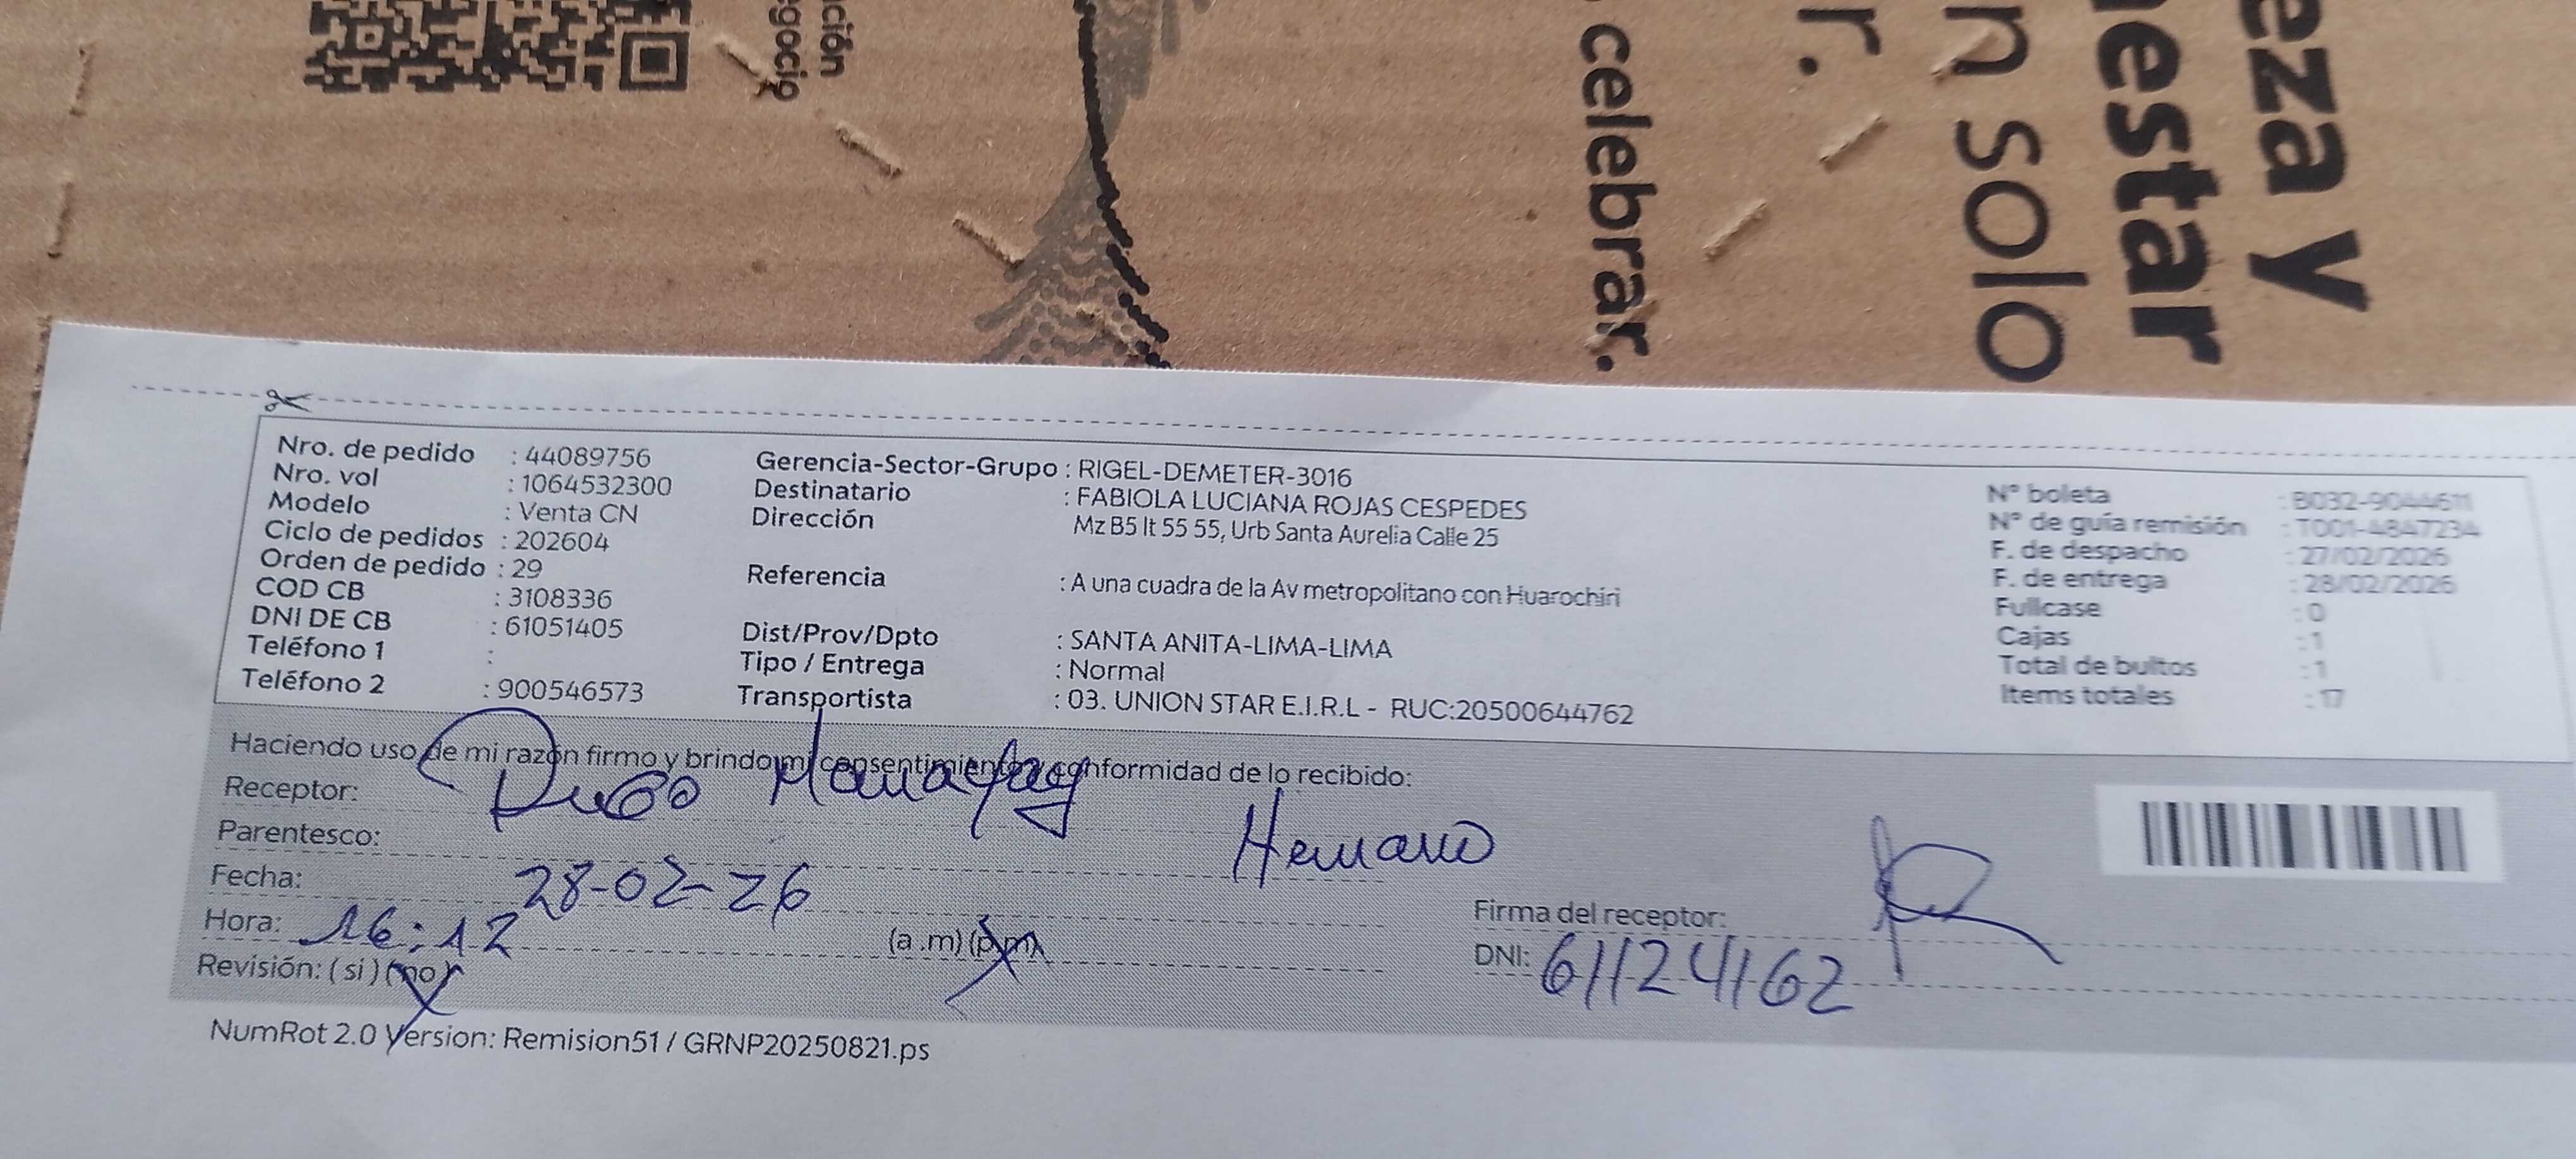 ción
egocio
celebrar.
r.
n solo
estar
eza y
Nro. de pedido : 44089756
Nro. vol : 1064532300
Modelo : Venta CN
Ciclo de pedidos : 202604
Orden de pedido : 29
COD CB : 3108336
DNI DE CB : 61051405
Teléfono 1 :
Teléfono 2 : 900546573
Gerencia-Sector-Grupo : RIGEL-DEMETER-3016
Destinatario : FABIOLA LUCIANA ROJAS CESPEDES
Dirección Mz B5 lt 55 55, Urb Santa Aurelia Calle 25
Referencia : A una cuadra de la Av metropolitano con Huarochiri
Dist/Prov/Dpto : SANTA ANITA-LIMA-LIMA
Tipo / Entrega : Normal
Transportista : 03. UNION STAR E.I.R.L - RUC:20500644762
N° boleta : B032-9044611
N° de guía remisión : T001-4847234
F. de despacho : 27/02/2026
F. de entrega : 28/02/2026
Fullcase : 0
Cajas : 1
Total de bultos : 1
Items totales : 17
Haciendo uso de mi razón firmo y brindo mi consentimiento y conformidad de lo recibido:
Receptor:
Parentesco: Hermano
Fecha: 28-02-26
Hora: 16:12 (a.m) (p.m)
Revisión: (si) (no)
Firma del receptor:
DNI: 61124162
NumRot 2.0 Version: Remision51 / GRNP20250821.ps